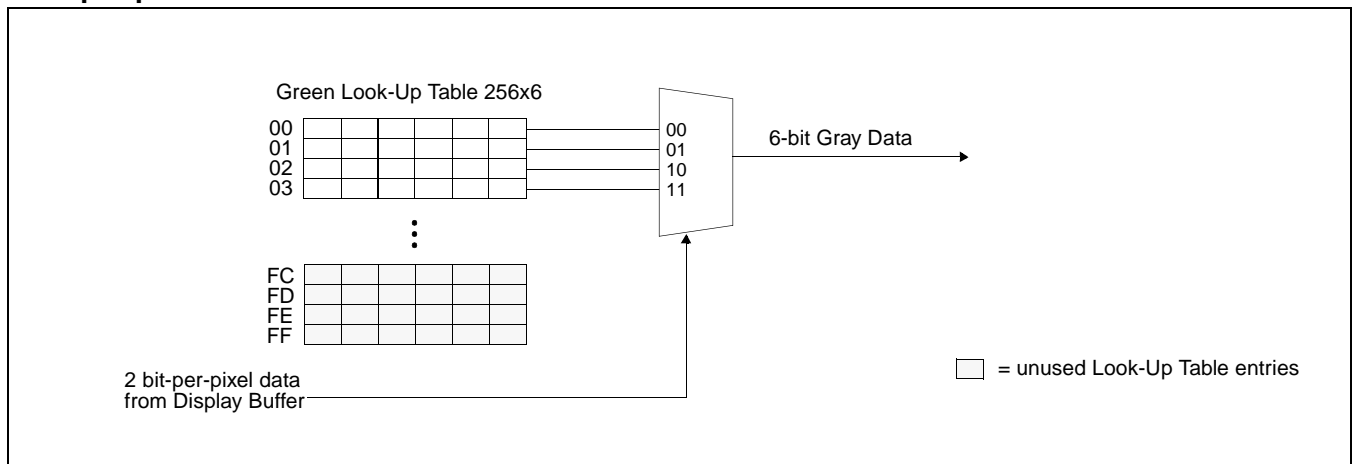 Green Look-Up Table 256x6
00
01
02
03
00
01
10
11
6-bit Gray Data
FC
FD
FE
FF
2 bit-per-pixel data
from Display Buffer
= unused Look-Up Table entries